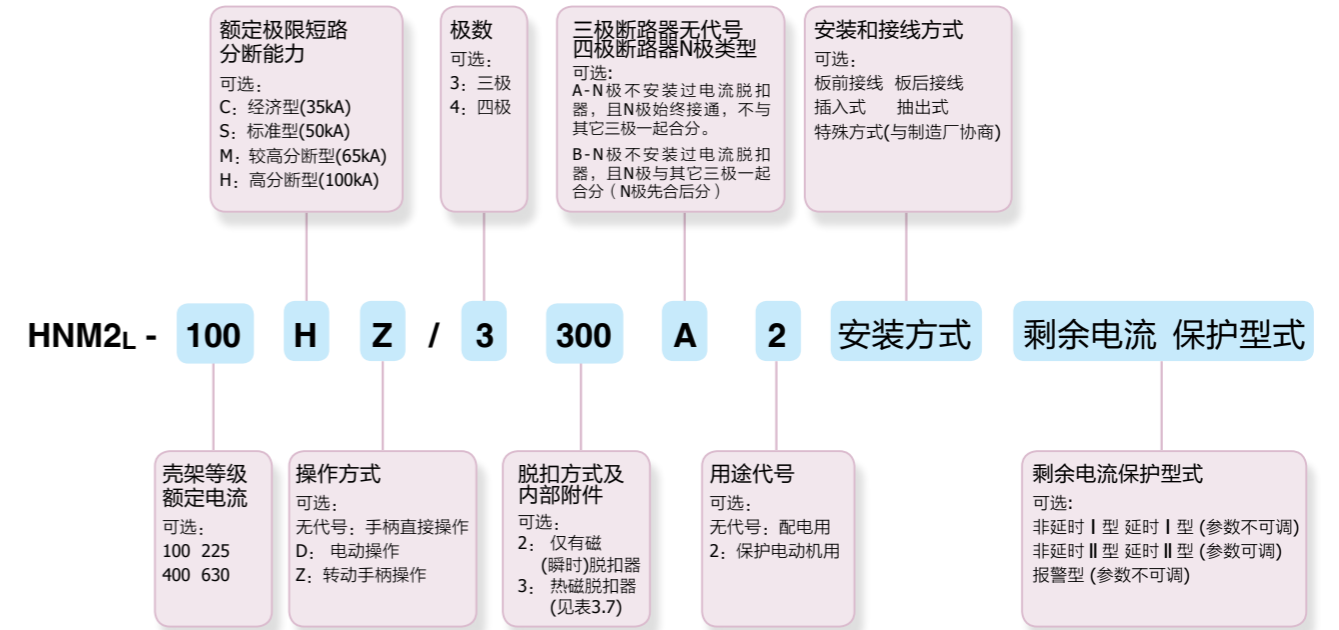 额定极限短路
分断能力
可选：
C：经济型(35kA)
S：标准型(50kA)
M：较高分断型(65kA)
H：高分断型(100kA)
极数
可选：
3：三极
4：四极
三极断路器无代号
四极断路器N极类型
可选:
A-N极不安装过电流脱扣
器，且N极始终接通，不与
其它三极一起合分。
B-N极不安装过电流脱扣
器，且N极与其它三极一起
合分（N极先合后分）
安装和接线方式
可选：
板前接线 板后接线
插入式 抽出式
特殊方式(与制造厂协商)
HNM2L - 100 H Z / 3 300 A 2 安装方式 剩余电流 保护型式
壳架等级
额定电流
可选：
100 225
400 630
操作方式
可选：
无代号：手柄直接操作
D： 电动操作
Z：转动手柄操作
脱扣方式及
内部附件
可选：
2： 仅有磁
(瞬时)脱扣器
3： 热磁脱扣器
(见表3.7)
用途代号
可选：
无代号：配电用
2：保护电动机用
剩余电流保护型式
可选:
非延时Ⅰ型 延时Ⅰ型 (参数不可调)
非延时Ⅱ型 延时Ⅱ型 (参数可调)
报警型 (参数不可调)